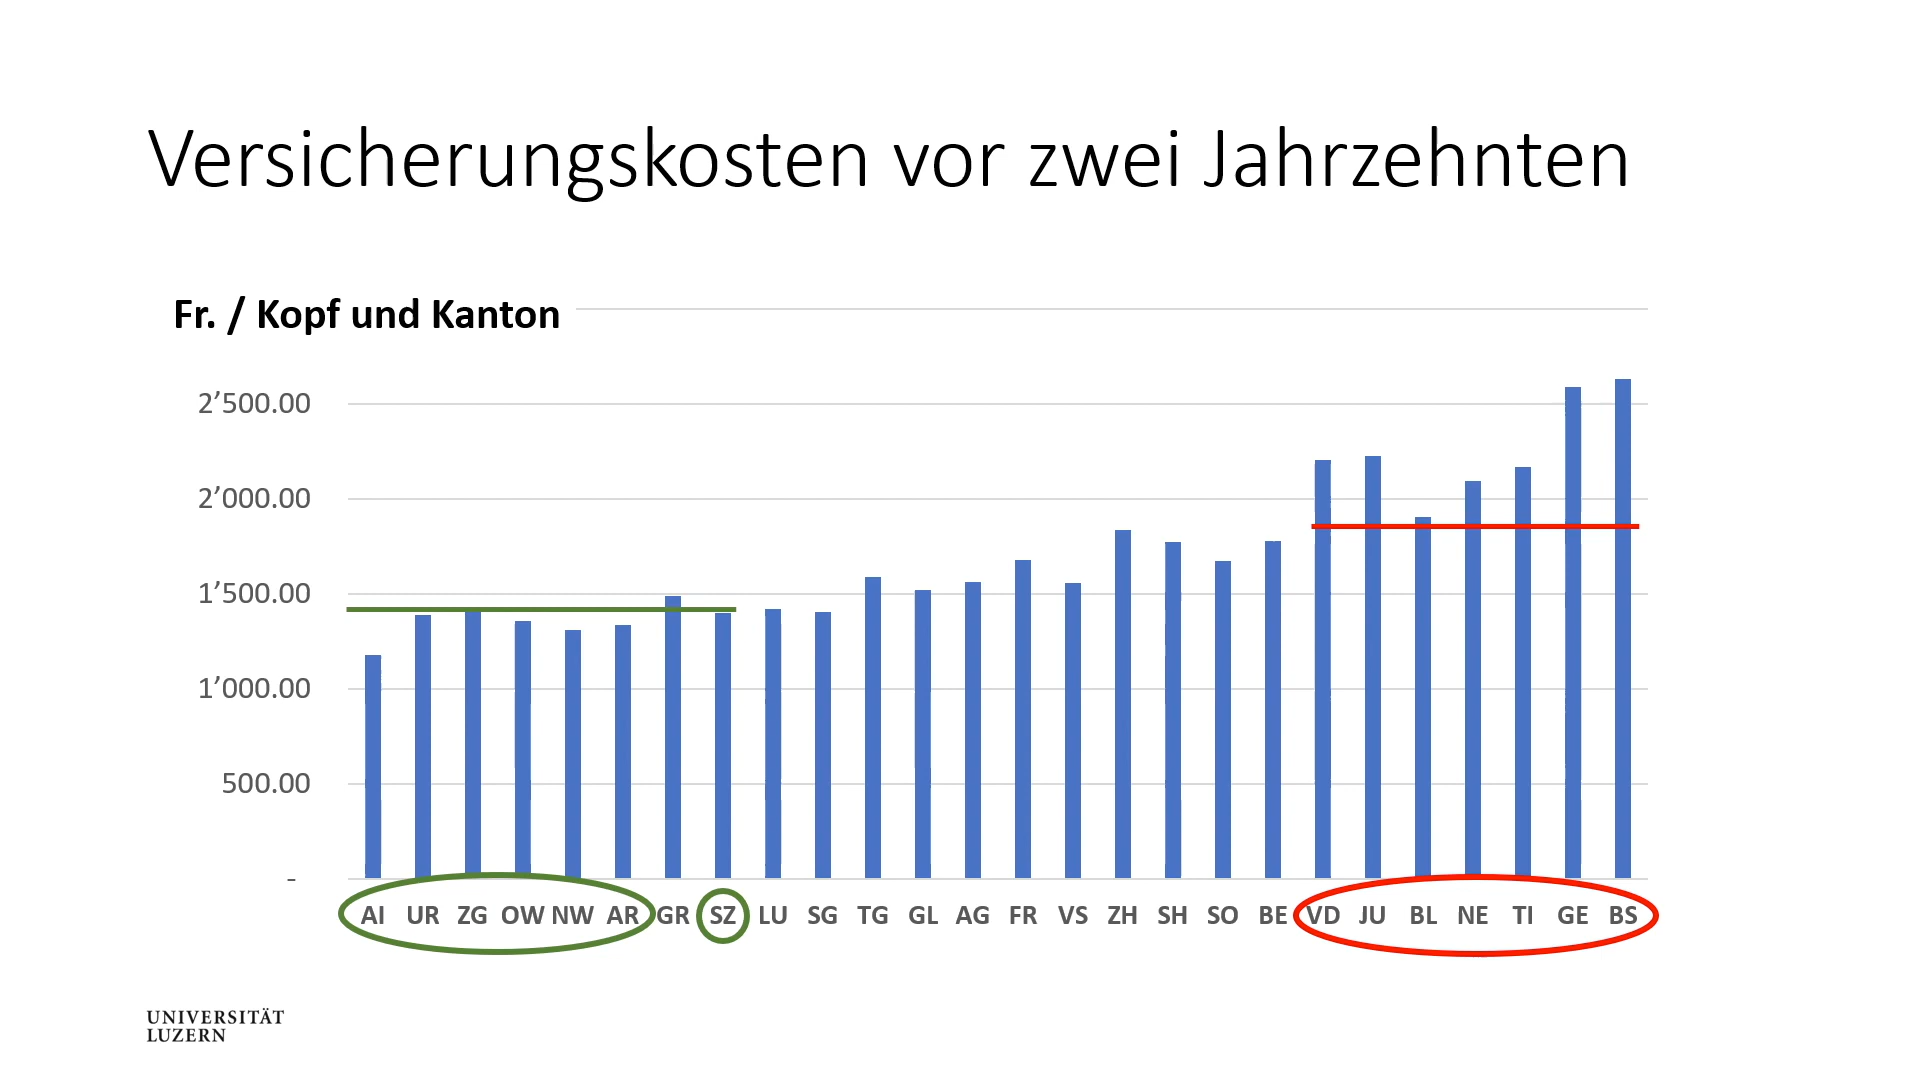 Versicherungskosten vor zwei Jahrzehnten
Fr. / Kopf und Kanton
2’500.00
2’000.00
1’500.00
1’000.00
500.00
-
AI UR ZG OW NW AR GR SZ LU SG TG GL AG FR VS ZH SH SO BE VD JU BL NE TI GE BS
UNIVERSITÄT
LUZERN